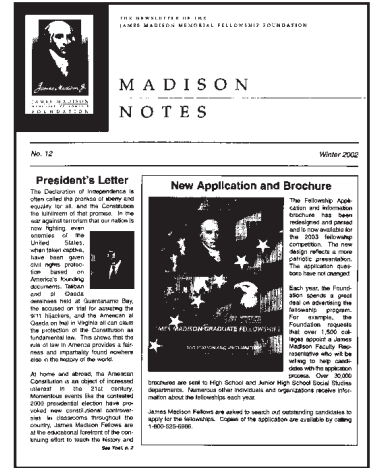 THE NEWSLETTER OF THE
JAMES MADISON MEMORIAL FELLOWSHIP FOUNDATION
James Madison
JAMES MADISON
MEMORIAL FELLOWSHIP
FOUNDATION
MADISON
NOTES
No. 12
Winter 2002
President's Letter
The Declaration of Independence is
often called the promise of liberty and
equality for all, and the Constitution
the fulfillment of that promise. In the
war against terrorism that our nation is
now fighting, even
enemies of the
United States,
when taken captive,
have been given
civil rights protec-
tion based on
America's founding
documents. Taliban
and al Qaeda
detainees held at Guantanamo Bay,
the accused on trial for assisting the
9/11 hijackers, and the American al
Qaeda on trial in Virginia all can claim
the protection of the Constitution as
fundamental law. This shows that the
rule of law in America provides a fair-
ness and impartiality found nowhere
else in the history of the world.
At home and abroad, the American
Constitution is an object of increased
interest in the 21st century.
Momentous events like the contested
2000 presidential election have pro-
voked new constitutional controver-
sies. In classrooms throughout the
country, James Madison Fellows are
at the educational forefront of the con-
tinuing effort to teach the history and
See Text, p. 2
New Application and Brochure
The Fellowship Appli-
cation and information
brochure has been
redesigned and printed
and is now available for
the 2003 fellowship
competition. The new
design reflects a more
patriotic presentation.
The application ques-
tions have not changed.
Each year, the Foun-
dation spends a great
deal on advertising the
fellowship program.
For example, the
Foundation requests
that over 1,500 col-
leges appoint a James
Madison Faculty Rep-
resentative who will be
willing to help candi-
dates with the application
process. Over 30,000
JAMES MADISON GRADUATE FELLOWSHIPS
brochures are sent to High School and Junior High School Social Studies
departments. Numerous other individuals and organizations receive infor-
mation about the fellowships each year.
James Madison Fellows are asked to search out outstanding candidates to
apply for the fellowships. Copies of the application are available by calling
1-800-525-6986.